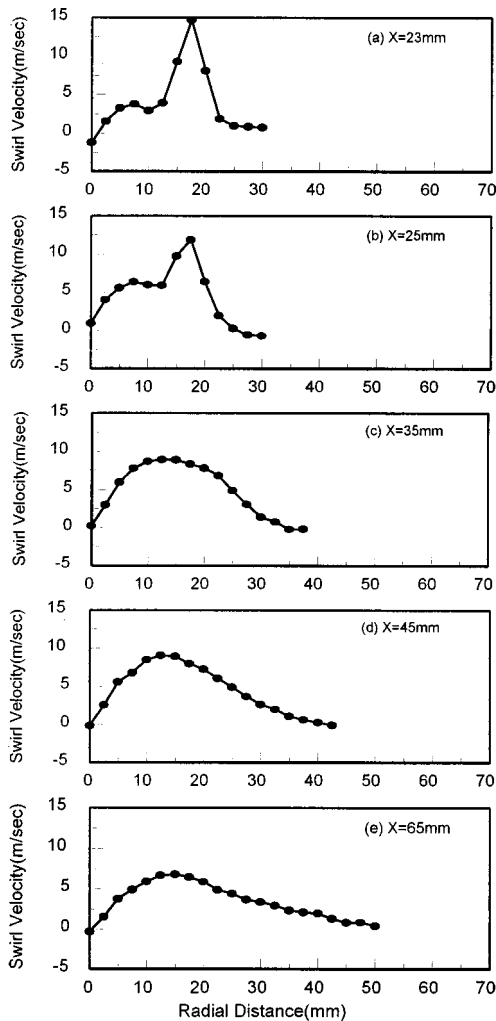 15
10
5
0
-5
Swirl Velocity(m/sec)
(a) X=23mm
0 10 20 30 40 50 60 70
15
10
5
0
-5
Swirl Velocity(m/sec)
(b) X=25mm
0 10 20 30 40 50 60 70
15
10
5
0
-5
Swirl Velocity(m/sec)
(c) X=35mm
0 10 20 30 40 50 60 70
15
10
5
0
-5
Swirl Velocity(m/sec)
(d) X=45mm
0 10 20 30 40 50 60 70
15
10
5
0
-5
Swirl Velocity(m/sec)
(e) X=65mm
0 10 20 30 40 50 60 70
Radial Distance(mm)